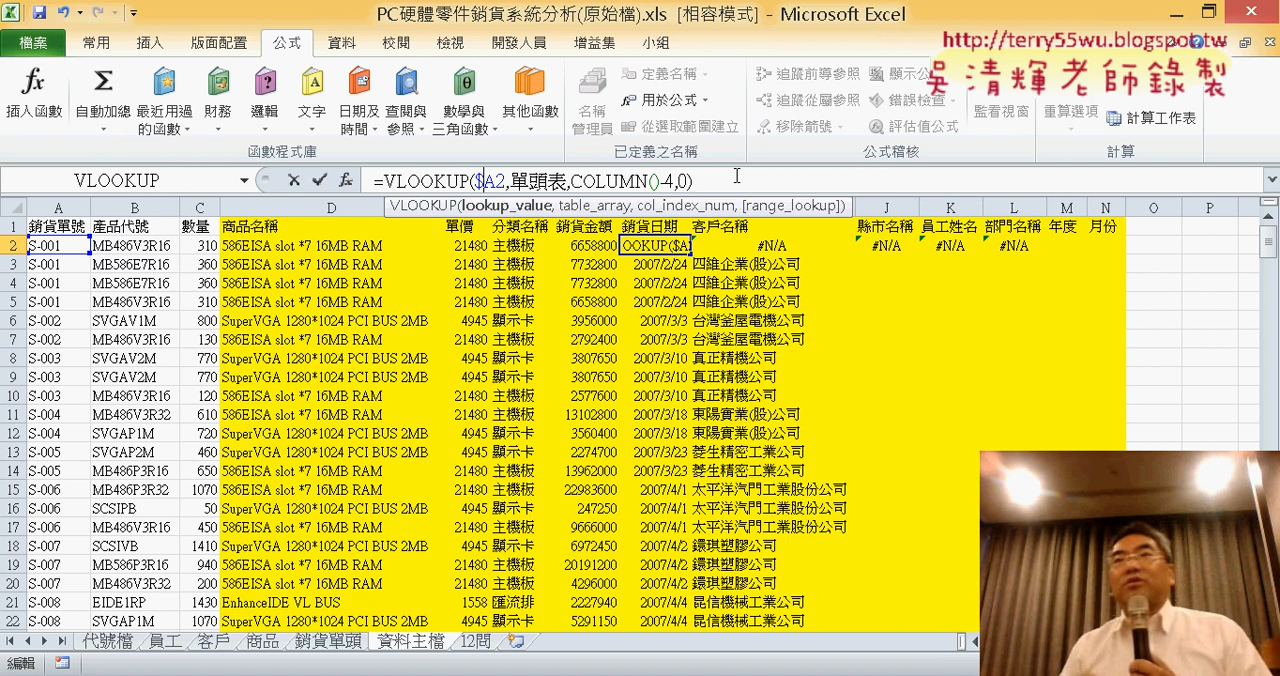 PC硬體零件銷貨系統分析(原始檔).xls [相容模式] - Microsoft Excel
檔案 常用 插入 版面配置 公式 資料 校閱 檢視 開發人員 增益集 小組
http://terry55wu.blogspot.tw
吳清輝老師錄製
插入函數 自動加總 最近用過的函數 財務 邏輯 文字 日期及時間 查閱與參照 數學與三角函數 其他函數
名稱管理員 定義名稱 用於公式 從選取範圍建立
追蹤前導參照 追蹤從屬參照 移除箭號 顯示公 錯誤檢查 評估值公式 監看視窗 重算選項 計算工作表
函數程式庫 已定義之名稱 公式稽核 計算
VLOOKUP =VLOOKUP($A2,單頭表,COLUMN()-4,0)
VLOOKUP(lookup_value, table_array, col_index_num, [range_lookup])
A B C D E F G H I J K L M N O P
1 銷貨單號 產品代號 數量 商品名稱 單價 分類名稱 銷貨金額 銷貨日期 客戶名稱 縣市名稱 員工姓名 部門名稱 年度 月份
2 S-001 MB486V3R16 310 586EISA slot *7 16MB RAM 21480 主機板 6658800 OOKUP($A #N/A #N/A #N/A #N/A
3 S-001 MB586E7R16 360 586EISA slot *7 16MB RAM 21480 主機板 7732800 2007/2/24 四維企業(股)公司
4 S-001 MB586E7R16 360 586EISA slot *7 16MB RAM 21480 主機板 7732800 2007/2/24 四維企業(股)公司
5 S-001 MB486V3R16 310 586EISA slot *7 16MB RAM 21480 主機板 6658800 2007/2/24 四維企業(股)公司
6 S-002 SVGAV1M 800 SuperVGA 1280*1024 PCI BUS 2MB 4945 顯示卡 3956000 2007/3/3 台灣釜屋電機公司
7 S-002 MB486V3R16 130 586EISA slot *7 16MB RAM 21480 主機板 2792400 2007/3/3 台灣釜屋電機公司
8 S-003 SVGAV2M 770 SuperVGA 1280*1024 PCI BUS 2MB 4945 顯示卡 3807650 2007/3/10 真正精機公司
9 S-003 SVGAV2M 770 SuperVGA 1280*1024 PCI BUS 2MB 4945 顯示卡 3807650 2007/3/10 真正精機公司
10 S-003 MB486V3R16 120 586EISA slot *7 16MB RAM 21480 主機板 2577600 2007/3/10 真正精機公司
11 S-004 MB486V3R32 610 586EISA slot *7 16MB RAM 21480 主機板 13102800 2007/3/18 東陽實業(股)公司
12 S-004 SVGAP1M 720 SuperVGA 1280*1024 PCI BUS 2MB 4945 顯示卡 3560400 2007/3/18 東陽實業(股)公司
13 S-005 SVGAP2M 460 SuperVGA 1280*1024 PCI BUS 2MB 4945 顯示卡 2274700 2007/3/23 菱生精密工業公司
14 S-005 MB486P3R16 650 586EISA slot *7 16MB RAM 21480 主機板 13962000 2007/3/23 菱生精密工業公司
15 S-006 MB486P3R32 1070 586EISA slot *7 16MB RAM 21480 主機板 22983600 2007/4/1 太平洋汽門工業股份公司
16 S-006 SCSIPB 50 SuperVGA 1280*1024 PCI BUS 2MB 4945 顯示卡 247250 2007/4/1 太平洋汽門工業股份公司
17 S-006 MB486V3R16 450 586EISA slot *7 16MB RAM 21480 主機板 9666000 2007/4/1 太平洋汽門工業股份公司
18 S-007 SCSIVB 1410 SuperVGA 1280*1024 PCI BUS 2MB 4945 顯示卡 6972450 2007/4/2 鐶琪塑膠公司
19 S-007 MB586P3R16 940 586EISA slot *7 16MB RAM 21480 主機板 20191200 2007/4/2 鐶琪塑膠公司
20 S-007 MB486V3R32 200 586EISA slot *7 16MB RAM 21480 主機板 4296000 2007/4/2 鐶琪塑膠公司
21 S-008 EIDE1RP 1430 EnhanceIDE VL BUS 1558 匯流排 2227940 2007/4/4 昆信機械工業公司
22 S-008 SVGAP1M 1070 SuperVGA 1280*1024 PCI BUS 2MB 4945 顯示卡 5291150 2007/4/4 昆信機械工業公司
代號檔 員工 客戶 商品 銷貨單頭 資料主檔 12問
編輯